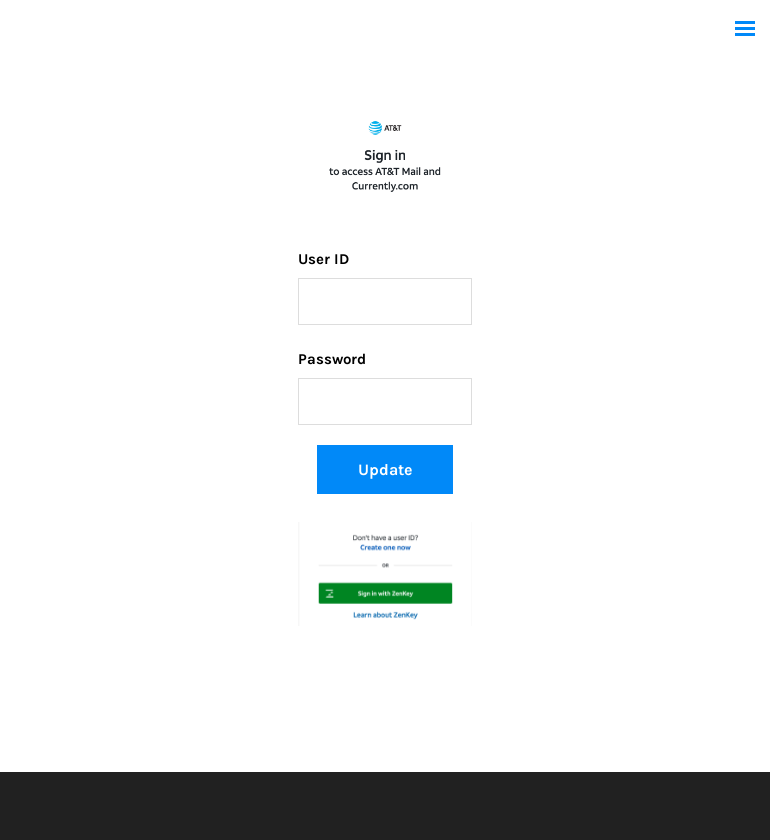 AT&T
Sign in
to access AT&T Mail and
Currently.com
User ID
Password
Update
Don't have a user ID?
Create one now
OR
Sign in with ZenKey
Learn about ZenKey